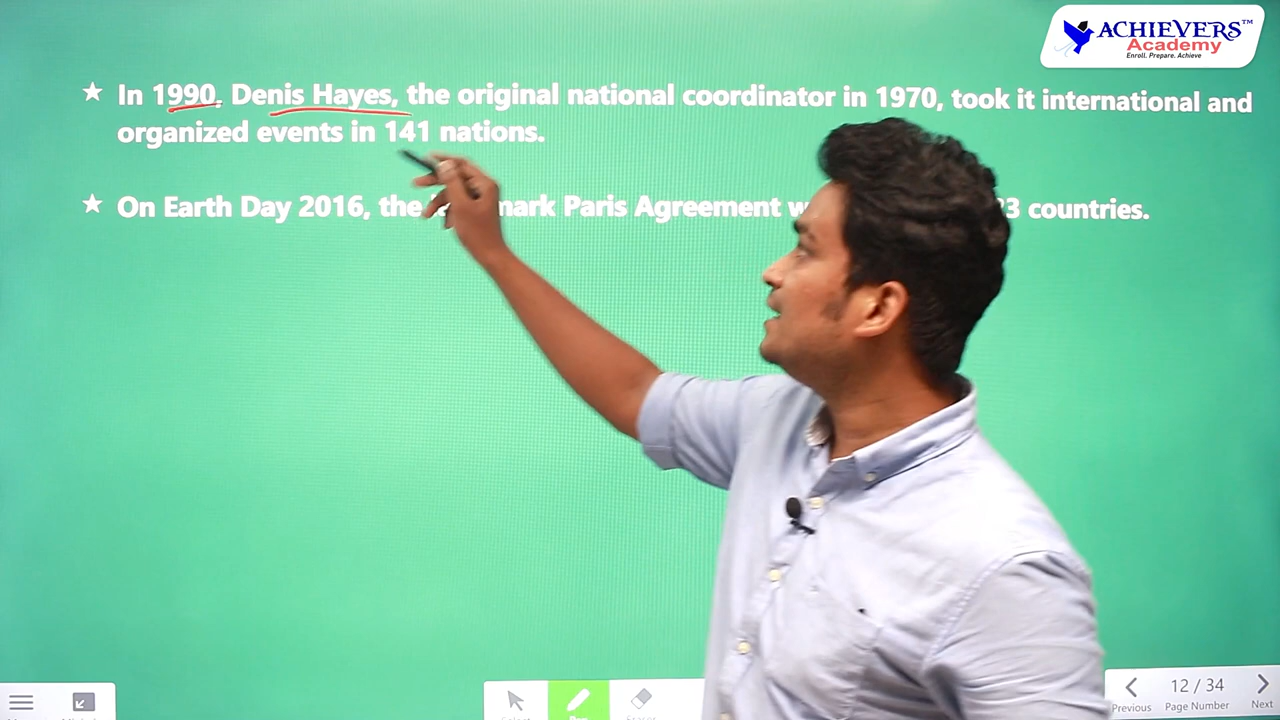 ACHIEVERS™
Academy
Enroll. Prepare. Achieve
★ In 1990, Denis Hayes, the original national coordinator in 1970, took it international and
organized events in 141 nations.
★ On Earth Day 2016, the mark Paris Agreement 23 countries.
12 / 34
Previous Page Number Next